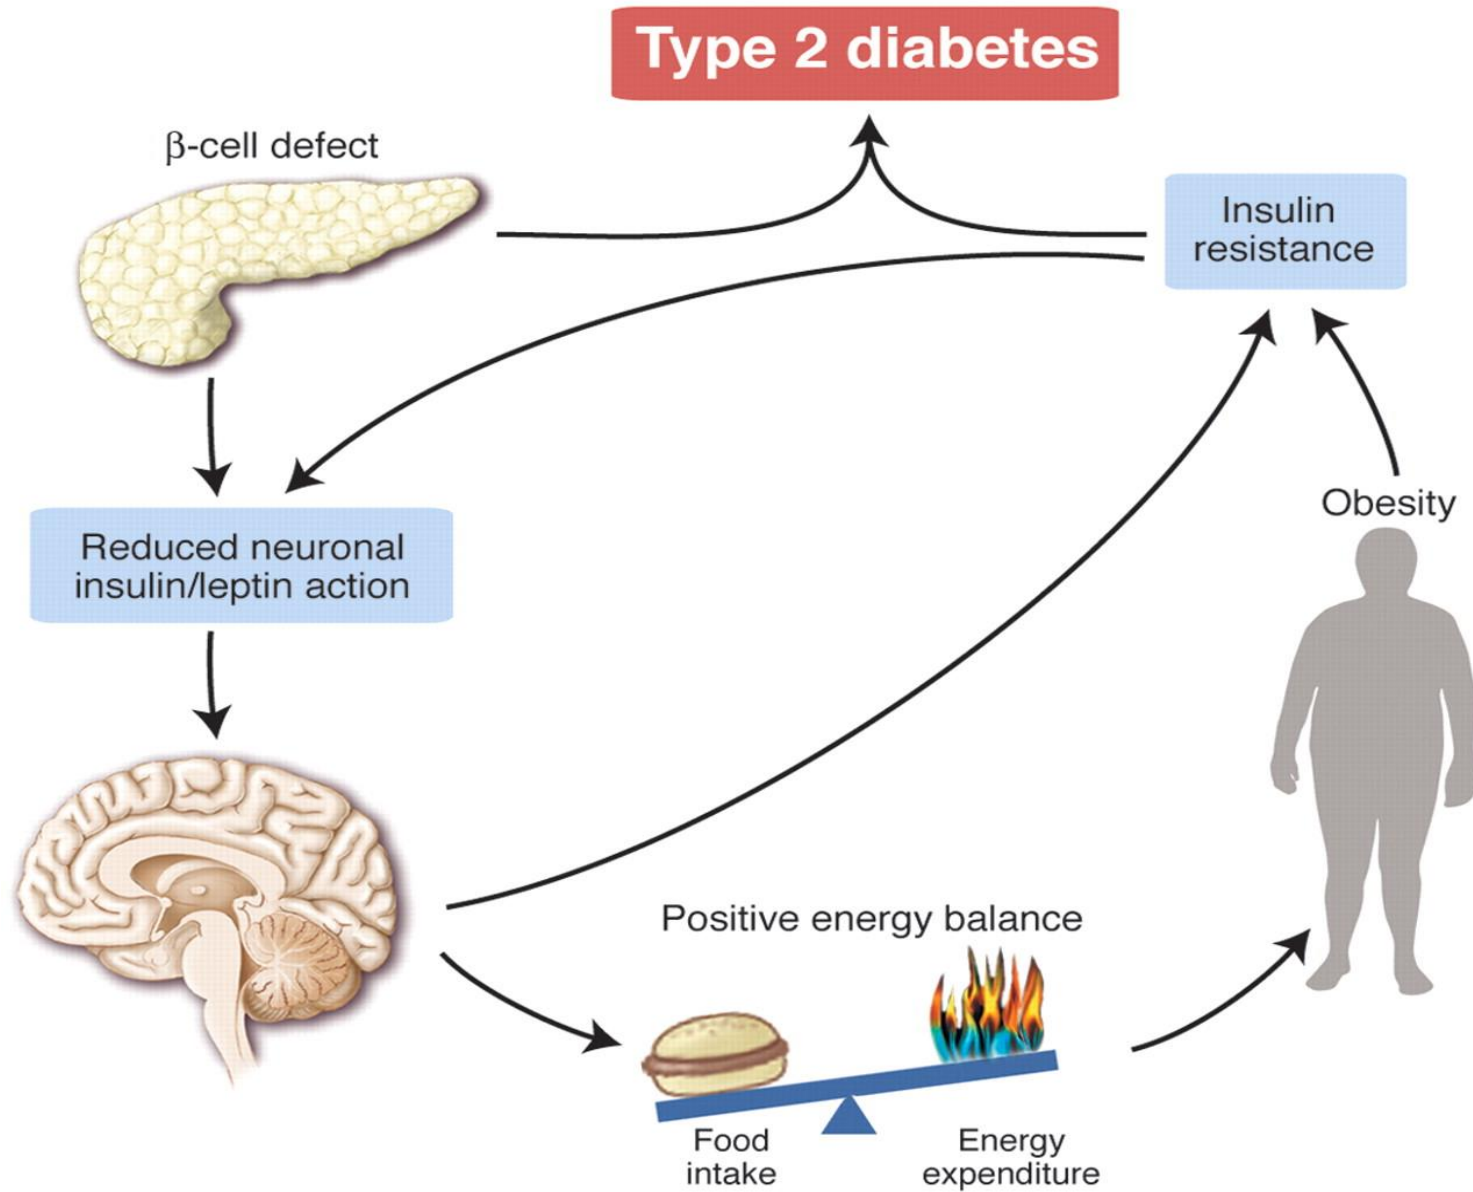 Type 2 diabetes
β-cell defect
Insulin
resistance
Obesity
Reduced neuronal
insulin/leptin action
Positive energy balance
Food
intake
Energy
expenditure